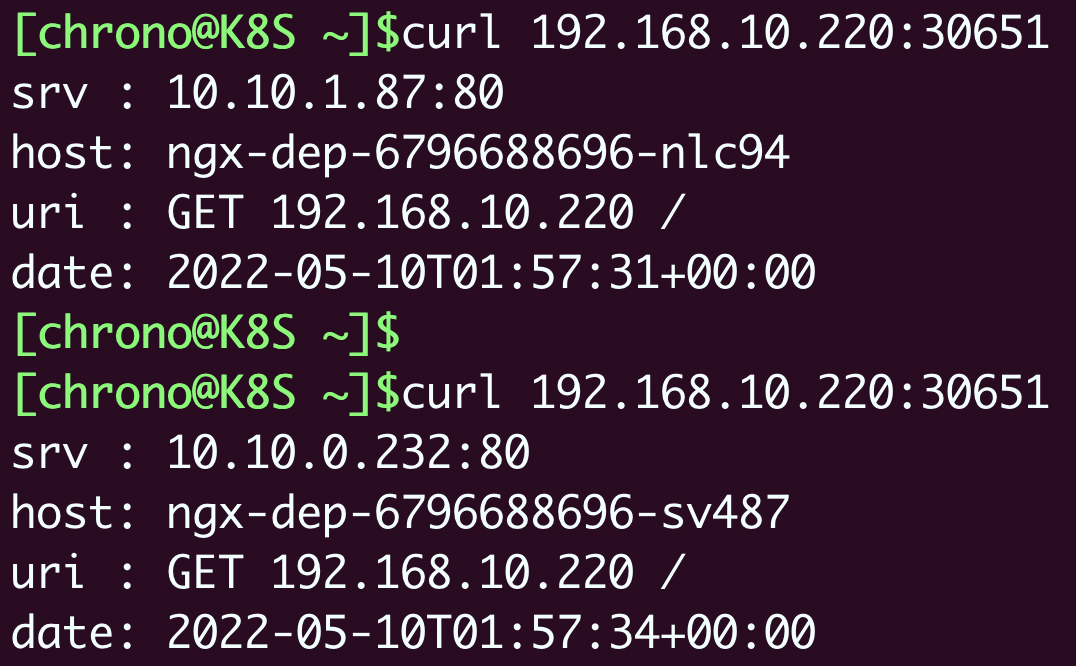 [chrono@K8S ~]$curl 192.168.10.220:30651
srv : 10.10.1.87:80
host: ngx-dep-6796688696-nlc94
uri : GET 192.168.10.220 /
date: 2022-05-10T01:57:31+00:00
[chrono@K8S ~]$
[chrono@K8S ~]$curl 192.168.10.220:30651
srv : 10.10.0.232:80
host: ngx-dep-6796688696-sv487
uri : GET 192.168.10.220 /
date: 2022-05-10T01:57:34+00:00